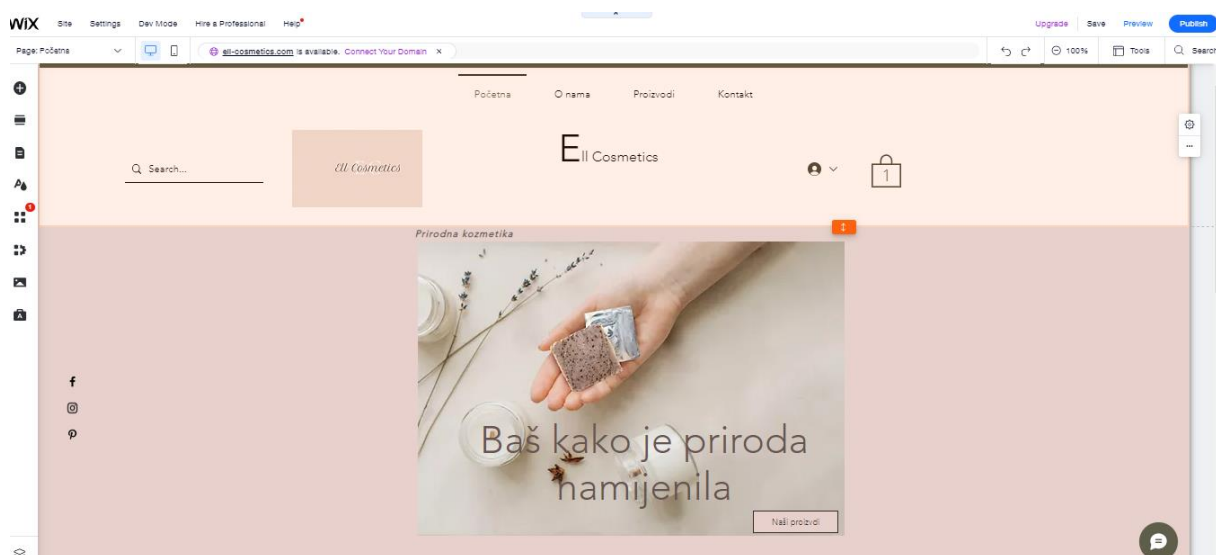 WiX Site Settings Dev Mode Hire a Professional Help Upgrade Save Preview Publish
Page: Početna ell-cosmetics.com is available. Connect Your Domain × 100% Tools Search
Početna O nama Proizvodi Kontakt
Search...
Ell Cosmetics
Ell Cosmetics
1
1
Prirodna kozmetika
Baš kako je priroda
namijenila
Naši proizvdi